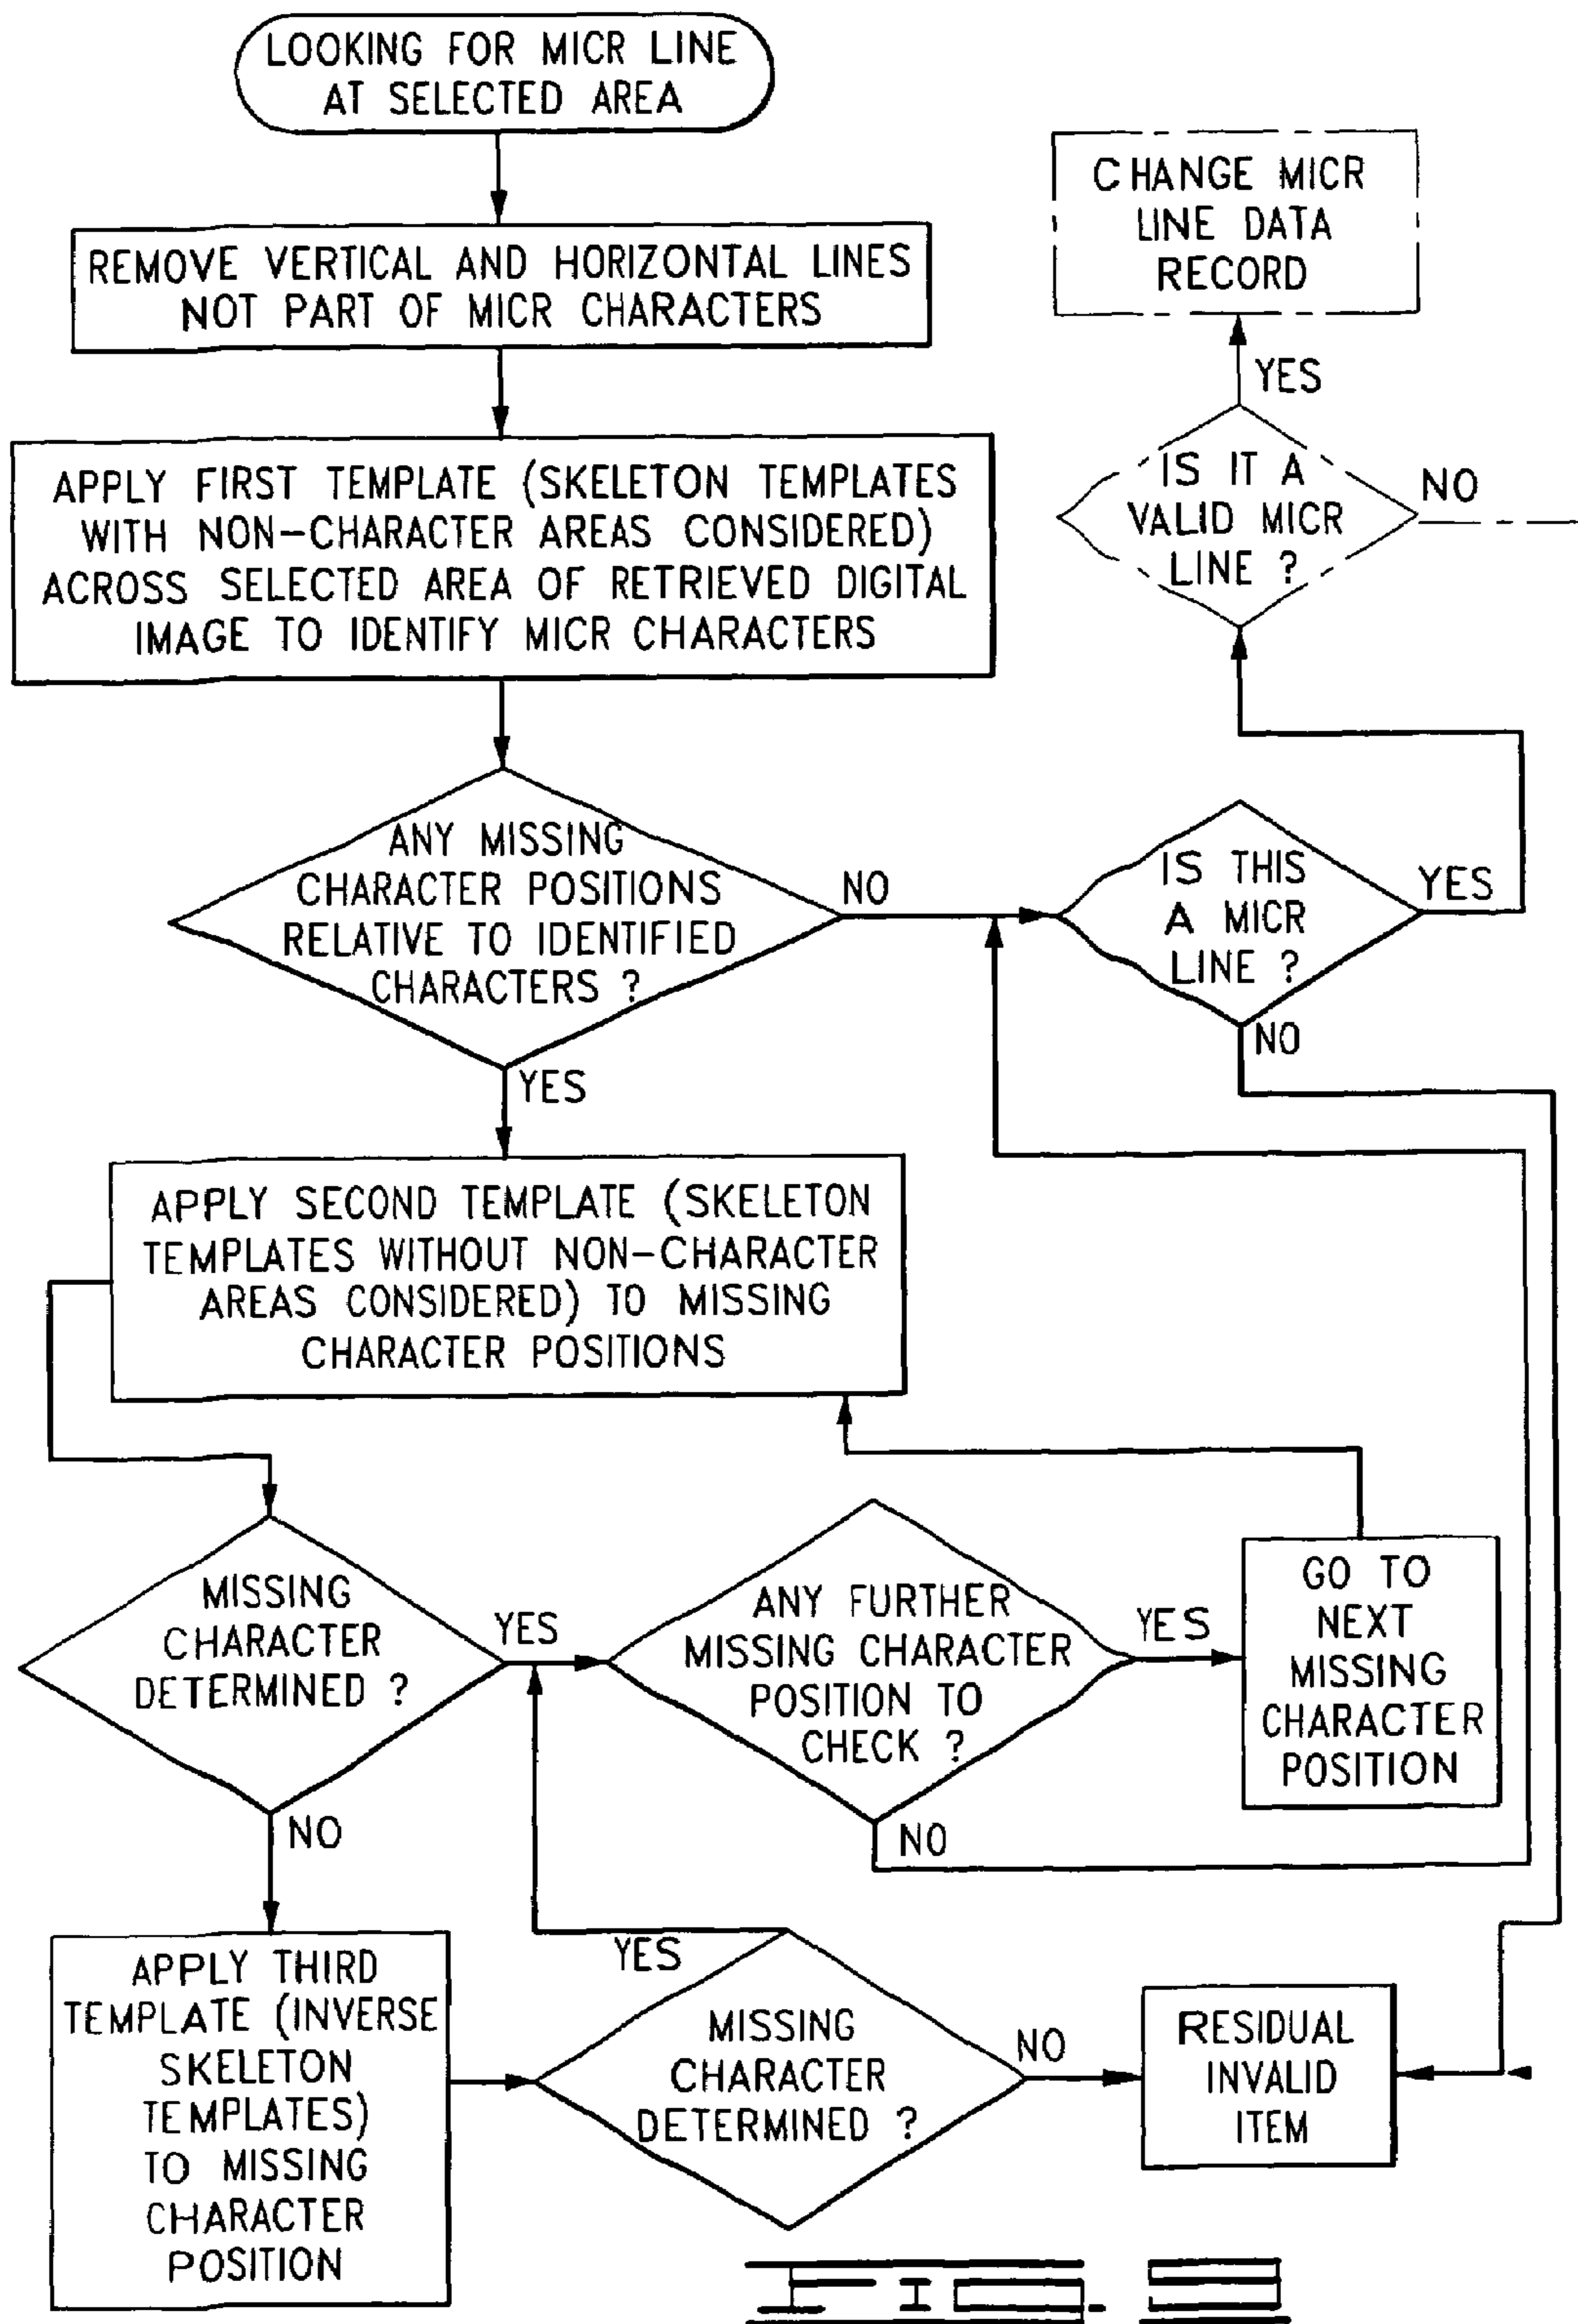 LOOKING FOR MICR LINE
AT SELECTED AREA
REMOVE VERTICAL AND HORIZONTAL LINES
NOT PART OF MICR CHARACTERS
APPLY FIRST TEMPLATE (SKELETON TEMPLATES
WITH NON-CHARACTER AREAS CONSIDERED)
ACROSS SELECTED AREA OF RETRIEVED DIGITAL
IMAGE TO IDENTIFY MICR CHARACTERS
CHANGE MICR
LINE DATA
RECORD
YES
IS IT A
VALID MICR
LINE ?
NO
ANY MISSING
CHARACTER POSITIONS
RELATIVE TO IDENTIFIED
CHARACTERS ?
NO
YES
IS THIS
A MICR
LINE ?
YES
NO
APPLY SECOND TEMPLATE (SKELETON
TEMPLATES WITHOUT NON-CHARACTER
AREAS CONSIDERED) TO MISSING
CHARACTER POSITIONS
MISSING
CHARACTER
DETERMINED ?
YES
NO
ANY FURTHER
MISSING CHARACTER
POSITION TO
CHECK ?
YES
NO
GO TO
NEXT
MISSING
CHARACTER
POSITION
APPLY THIRD
TEMPLATE (INVERSE
SKELETON
TEMPLATES)
TO MISSING
CHARACTER
POSITION
YES
MISSING
CHARACTER
DETERMINED ?
NO
RESIDUAL
INVALID
ITEM